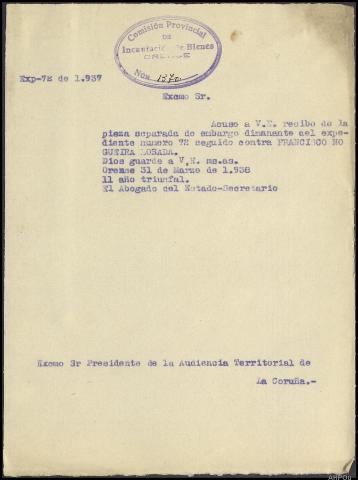 Comisión Provincial
DE
Incautación de Bienes
ORENSE
Núm 1370
Exp-72 de 1.937
Excmo Sr.
Acuso a V.E. recibo de la
pieza separada de embargo dimanante del expe-
diente numero 72 seguido contra FRANCISCO NO
GUEIRA LOSADA.
Dios guarde a V,E. ms.as.
Orense 31 de Marzo de 1.938
11 año triunfal.
El Abogado del Estado-Secretario
Excmo Sr Presidente de la Audiencia Territorial de
La Coruña.-
AHPOu